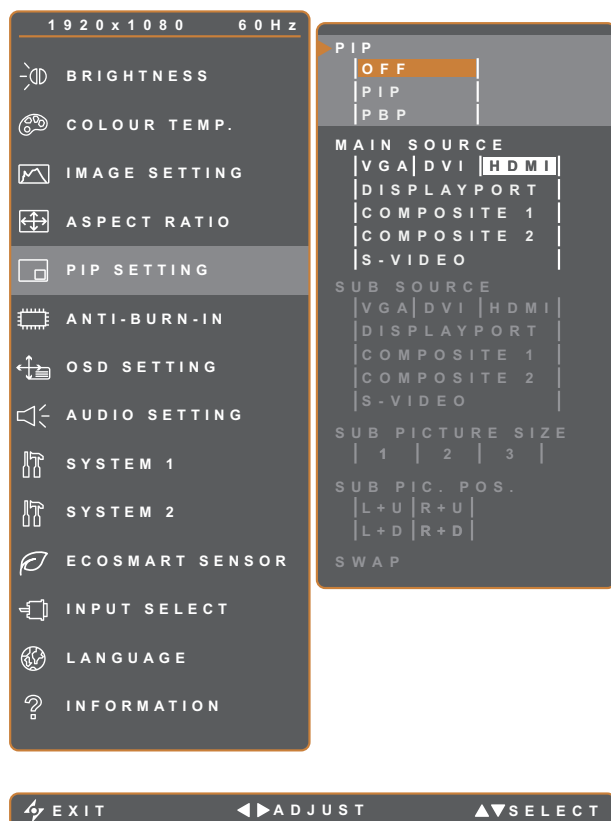 1920x1080 60Hz
BRIGHTNESS
COLOUR TEMP.
IMAGE SETTING
ASPECT RATIO
PIP SETTING
ANTI-BURN-IN
OSD SETTING
AUDIO SETTING
SYSTEM 1
SYSTEM 2
ECOSMART SENSOR
INPUT SELECT
LANGUAGE
INFORMATION
PIP
OFF
PIP
PBP
MAIN SOURCE
VGA DVI HDMI
DISPLAYPORT
COMPOSITE 1
COMPOSITE 2
S-VIDEO
SUB SOURCE
VGA DVI HDMI
DISPLAYPORT
COMPOSITE 1
COMPOSITE 2
S-VIDEO
SUB PICTURE SIZE
1 2 3
SUB PIC. POS.
L+U R+U
L+D R+D
SWAP
EXIT ADJUST SELECT